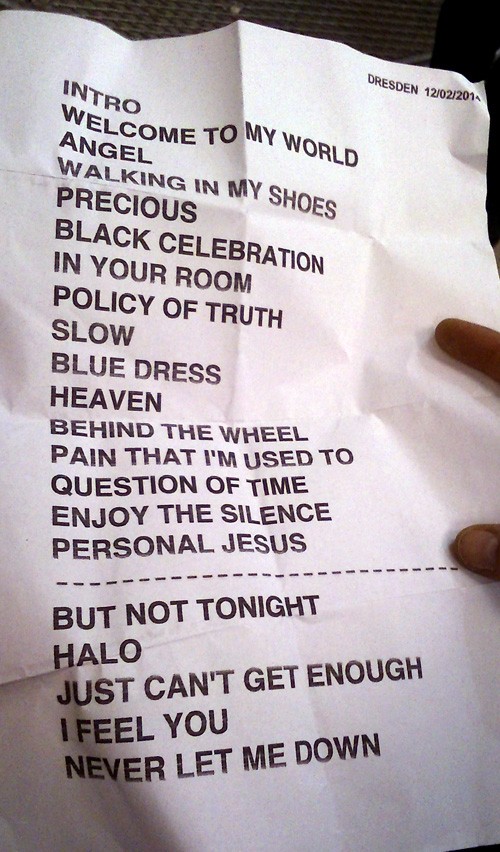 DRESDEN 12/02/2014
INTRO
WELCOME TO MY WORLD
ANGEL
WALKING IN MY SHOES
PRECIOUS
BLACK CELEBRATION
IN YOUR ROOM
POLICY OF TRUTH
SLOW
BLUE DRESS
HEAVEN
BEHIND THE WHEEL
PAIN THAT I'M USED TO
QUESTION OF TIME
ENJOY THE SILENCE
PERSONAL JESUS
---------------------------
BUT NOT TONIGHT
HALO
JUST CAN'T GET ENOUGH
I FEEL YOU
NEVER LET ME DOWN